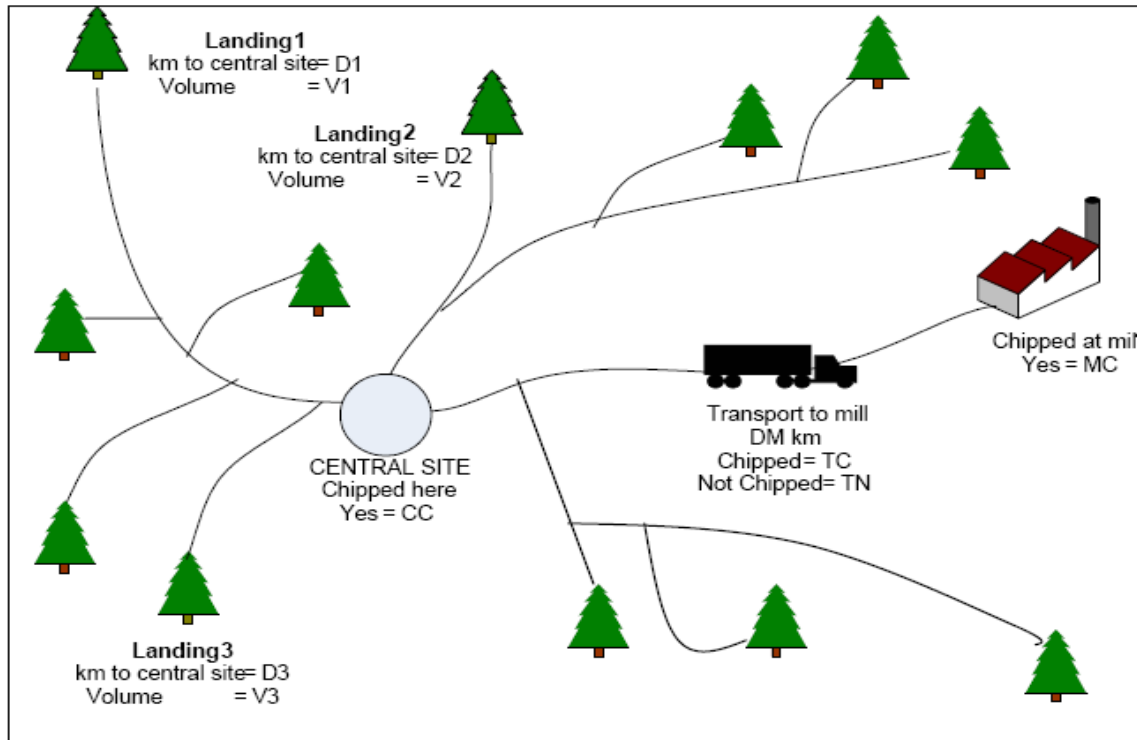 Landing1
km to central site= D1
Volume = V1
Landing2
km to central site= D2
Volume = V2
Chipped at mil
Yes = MC
Transport to mill
DM km
Chipped= TC
Not Chipped= TN
CENTRAL SITE
Chipped here
Yes = CC
Landing3
km to central site= D3
Volume = V3